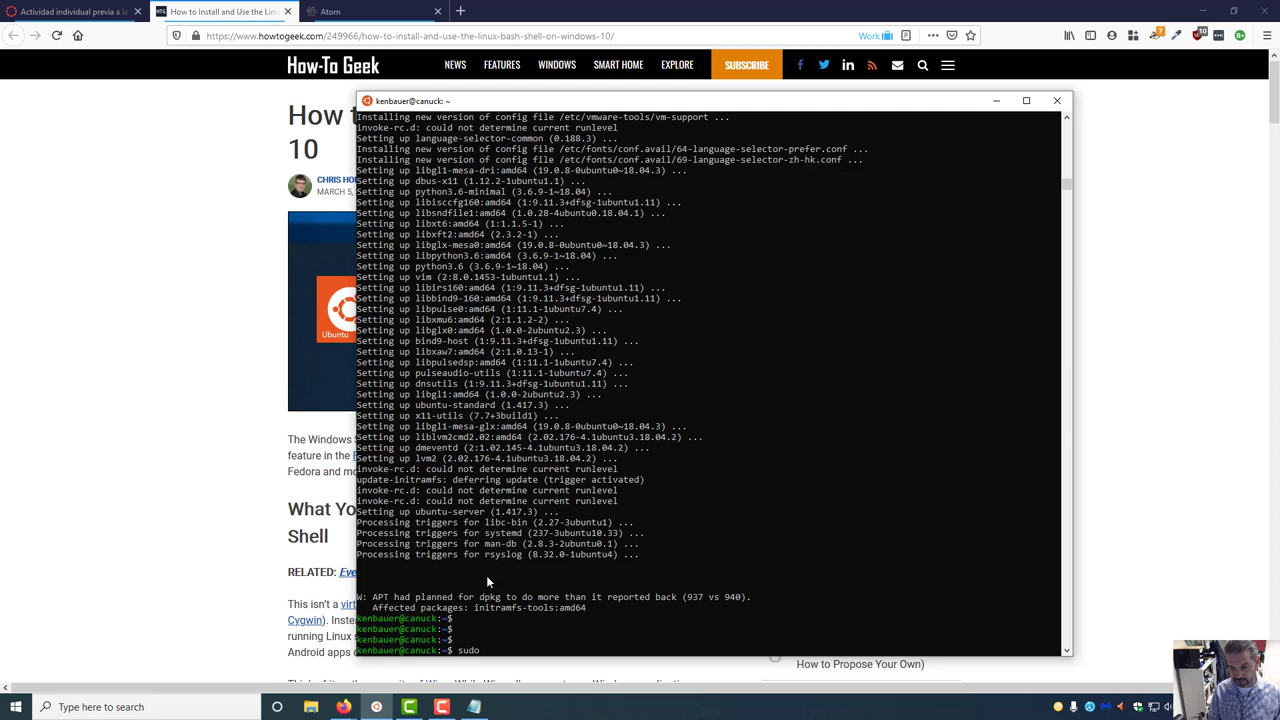 Actividad individual previa a l
How to Install and Use the Linu
Atom
https://www.howtogeek.com/249966/how-to-install-and-use-the-linux-bash-shell-on-windows-10/
Work
How-To Geek
NEWS
FEATURES
WINDOWS
SMART HOME
EXPLORE
SUBSCRIBE
How t
10
CHRIS HO
MARCH 5,
Ubuntu
The Windows S
feature in the
Fedora and mo
What Yo
Shell
RELATED: Eve
This isn't a virt
Cygwin). Instea
running Linux s
Android apps o
kenbauer@canuck: ~
Installing new version of config file /etc/vmware-tools/vm-support ...
invoke-rc.d: could not determine current runlevel
Setting up language-selector-common (0.188.3) ...
Installing new version of config file /etc/fonts/conf.avail/64-language-selector-prefer.conf ...
Installing new version of config file /etc/fonts/conf.avail/69-language-selector-zh-hk.conf ...
Setting up libgl1-mesa-dri:amd64 (19.0.8-0ubuntu0~18.04.3) ...
Setting up dbus-x11 (1.12.2-1ubuntu1.1) ...
Setting up python3.6-minimal (3.6.9-1~18.04) ...
Setting up libisccfg160:amd64 (1:9.11.3+dfsg-1ubuntu1.11) ...
Setting up libsndfile1:amd64 (1.0.28-4ubuntu0.18.04.1) ...
Setting up libxt6:amd64 (1:1.1.5-1) ...
Setting up libxft2:amd64 (2.3.2-1) ...
Setting up libglx-mesa0:amd64 (19.0.8-0ubuntu0~18.04.3) ...
Setting up libpython3.6:amd64 (3.6.9-1~18.04) ...
Setting up python3.6 (3.6.9-1~18.04) ...
Setting up vim (2:8.0.1453-1ubuntu1.1) ...
Setting up libirs160:amd64 (1:9.11.3+dfsg-1ubuntu1.11) ...
Setting up libbind9-160:amd64 (1:9.11.3+dfsg-1ubuntu1.11) ...
Setting up libpulse0:amd64 (1:11.1-1ubuntu7.4) ...
Setting up libxmu6:amd64 (2:1.1.2-2) ...
Setting up libglx0:amd64 (1.0.0-2ubuntu2.3) ...
Setting up bind9-host (1:9.11.3+dfsg-1ubuntu1.11) ...
Setting up libxaw7:amd64 (2:1.0.13-1) ...
Setting up libpulsedsp:amd64 (1:11.1-1ubuntu7.4) ...
Setting up pulseaudio-utils (1:11.1-1ubuntu7.4) ...
Setting up dnsutils (1:9.11.3+dfsg-1ubuntu1.11) ...
Setting up libgl1:amd64 (1.0.0-2ubuntu2.3) ...
Setting up ubuntu-standard (1.417.3) ...
Setting up x11-utils (7.7+3build1) ...
Setting up libgl1-mesa-glx:amd64 (19.0.8-0ubuntu0~18.04.3) ...
Setting up liblvm2cmd2.02:amd64 (2.02.176-4.1ubuntu3.18.04.2) ...
Setting up dmeventd (2:1.02.145-4.1ubuntu3.18.04.2) ...
Setting up lvm2 (2.02.176-4.1ubuntu3.18.04.2) ...
invoke-rc.d: could not determine current runlevel
update-initramfs: deferring update (trigger activated)
invoke-rc.d: could not determine current runlevel
invoke-rc.d: could not determine current runlevel
Setting up ubuntu-server (1.417.3) ...
Processing triggers for libc-bin (2.27-3ubuntu1) ...
Processing triggers for systemd (237-3ubuntu10.33) ...
Processing triggers for man-db (2.8.3-2ubuntu0.1) ...
Processing triggers for rsyslog (8.32.0-1ubuntu4) ...
W: APT had planned for dpkg to do more than it reported back (937 vs 940).
Affected packages: initramfs-tools:amd64
kenbauer@canuck:~$
kenbauer@canuck:~$
kenbauer@canuck:~$
kenbauer@canuck:~$ sudo
How to Propose Your Own)
Type here to search